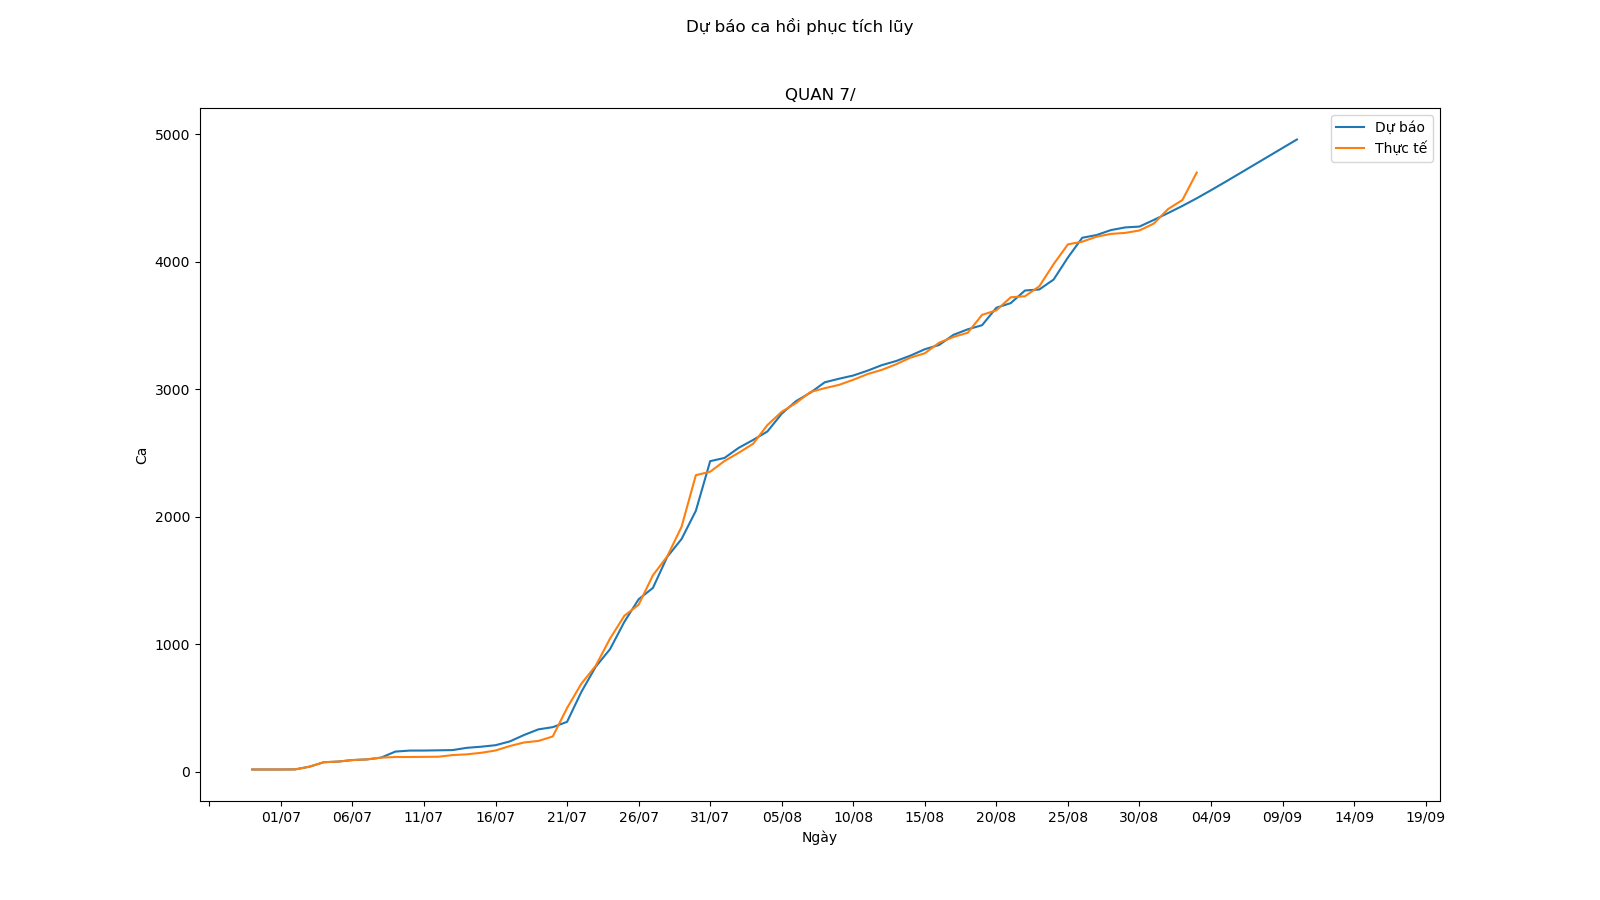 Dự báo ca hồi phục tích lũy
QUAN 7/
Dự báo
Thực tế
5000
4000
3000
2000
1000
0
Ca
01/07 06/07 11/07 16/07 21/07 26/07 31/07 05/08 10/08 15/08 20/08 25/08 30/08 04/09 09/09 14/09 19/09
Ngày